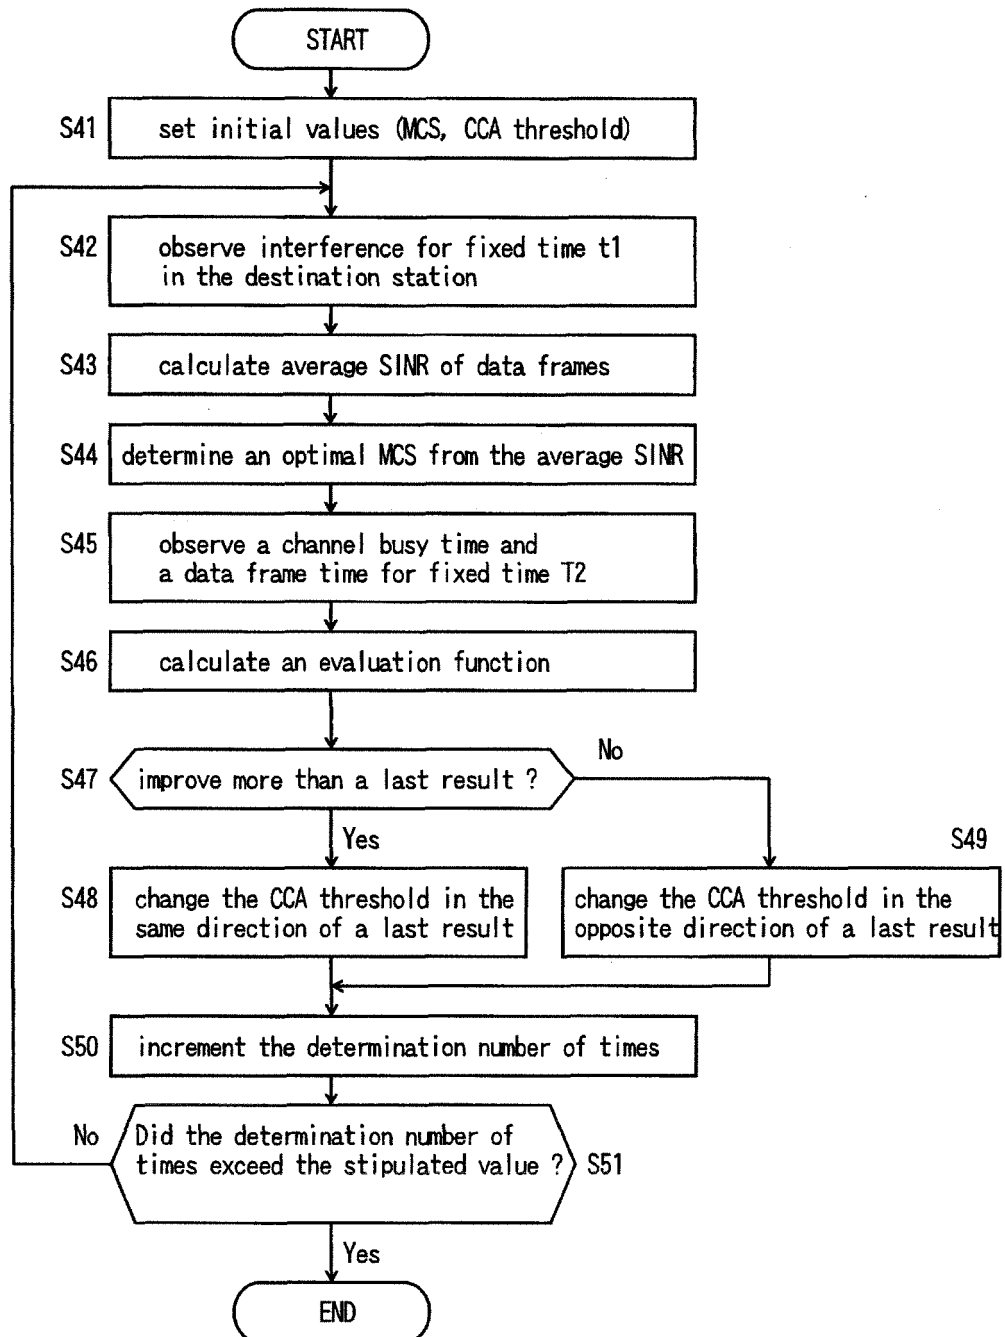 START
S41
set initial values (MCS, CCA threshold)
S42
observe interference for fixed time t1
in the destination station
S43
calculate average SINR of data frames
S44
determine an optimal MCS from the average SINR
S45
observe a channel busy time and
a data frame time for fixed time T2
S46
calculate an evaluation function
No
S47
improve more than a last result ?
Yes
S49
S48
change the CCA threshold in the
same direction of a last result
change the CCA threshold in the
opposite direction of a last result
S50
increment the determination number of times
No
Did the determination number of
times exceed the stipulated value ?
S51
Yes
END